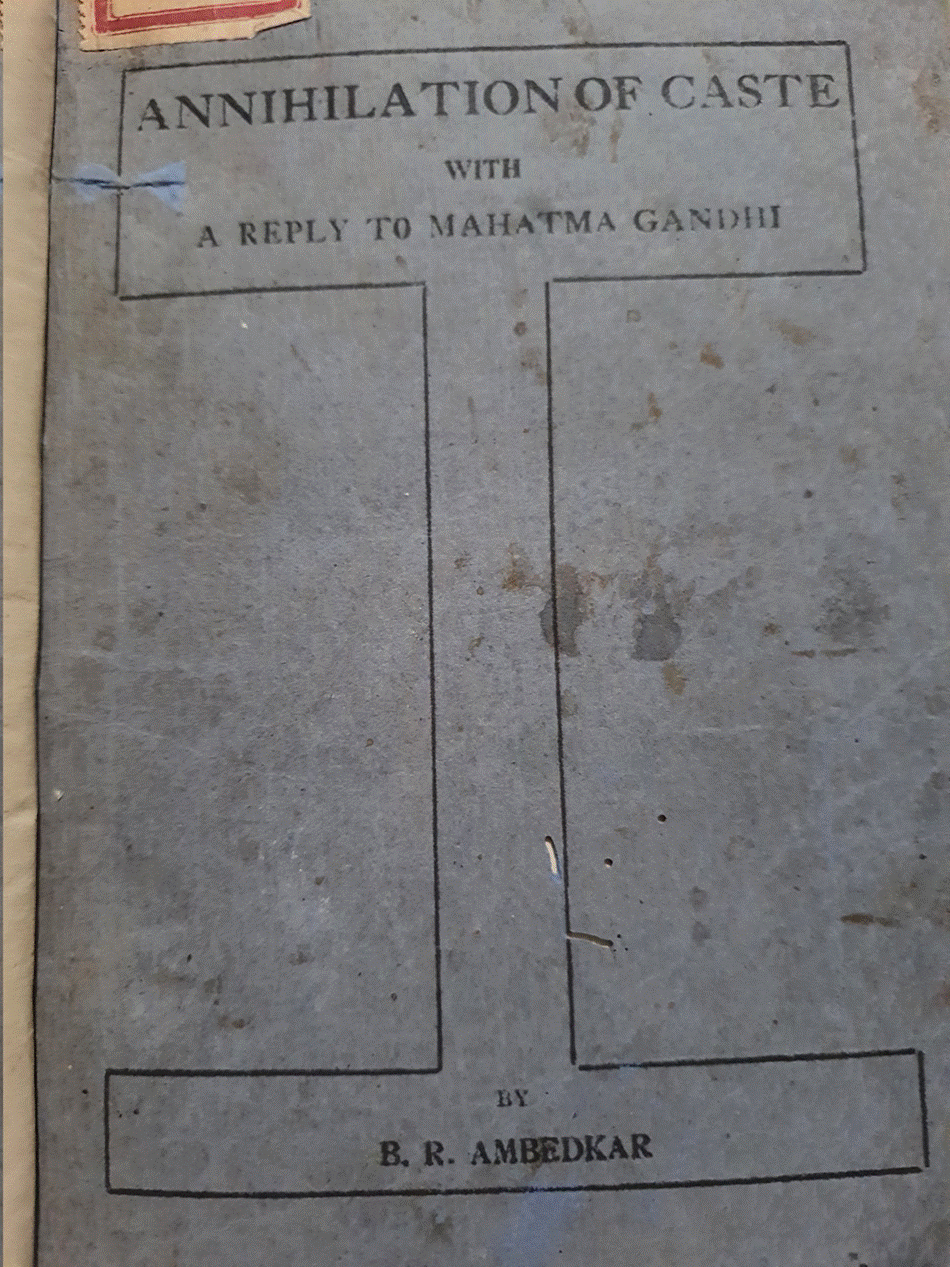 ANNIHILATION OF CASTE
WITH
A REPLY TO MAHATMA GANDHI
BY
B. R. AMBEDKAR